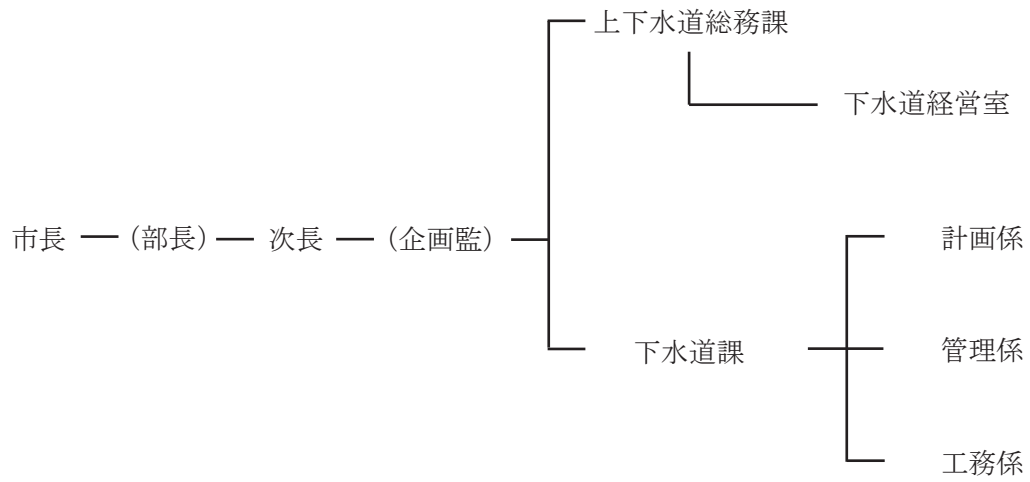 上下水道総務課
下水道経営室
市長
(部長)
次長
(企画監)
計画係
下水道課
管理係
工務係